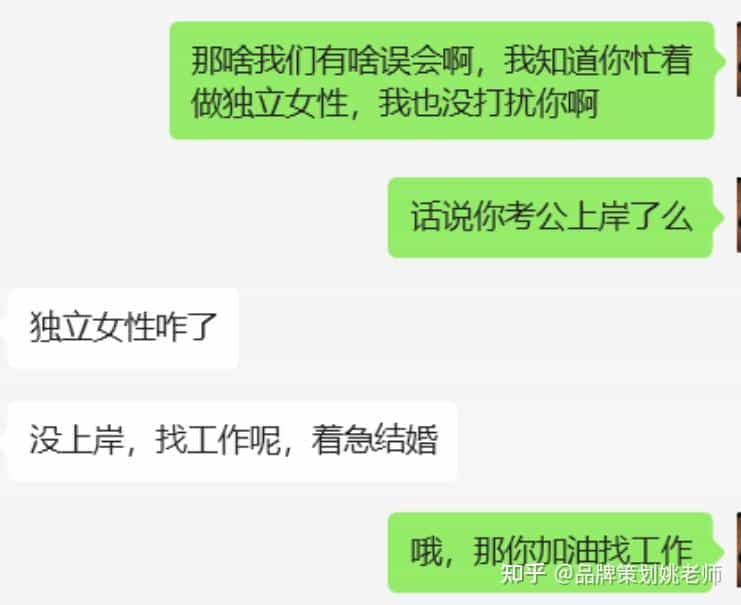 那啥我们有啥误会啊，我知道你忙着
做独立女性，我也没打扰你啊
话说你考公上岸了么
独立女性咋了
没上岸，找工作呢，着急结婚
哦，那你加油找工作
知乎 @品牌策划姚老师